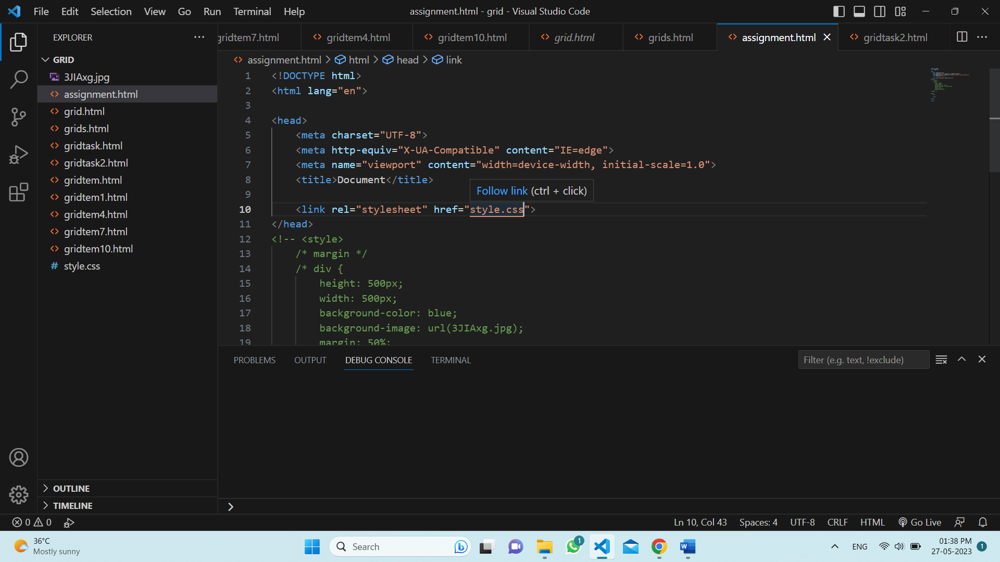 File Edit Selection View Go Run Terminal Help
assignment.html - grid - Visual Studio Code
EXPLORER
gridtem7.html
gridtem4.html
gridtem10.html
grid.html
grids.html
assignment.html
gridtask2.html
GRID
3JIAxg.jpg
assignment.html
grid.html
grids.html
gridtask.html
gridtask2.html
gridtem.html
gridtem1.html
gridtem4.html
gridtem7.html
gridtem10.html
# style.css
OUTLINE
TIMELINE
assignment.html > html > head > link
1 <!DOCTYPE html>
2 <html lang="en">
3
4 <head>
5 <meta charset="UTF-8">
6 <meta http-equiv="X-UA-Compatible" content="IE=edge">
7 <meta name="viewport" content="width=device-width, initial-scale=1.0">
8 <title>Document</title>
9
Follow link (ctrl + click)
10 <link rel="stylesheet" href="style.css">
11 </head>
12 <!-- <style>
13 /* margin */
14 /* div {
15 height: 500px;
16 width: 500px;
17 background-color: blue;
18 background-image: url(3JIAxg.jpg);
19 margin: 50%;
PROBLEMS OUTPUT DEBUG CONSOLE TERMINAL
Filter (e.g. text, !exclude)
0 0
Ln 10, Col 43 Spaces: 4 UTF-8 CRLF HTML Go Live
36°C
Mostly sunny
Search
1
W
ENG
01:38 PM
27-05-2023
1